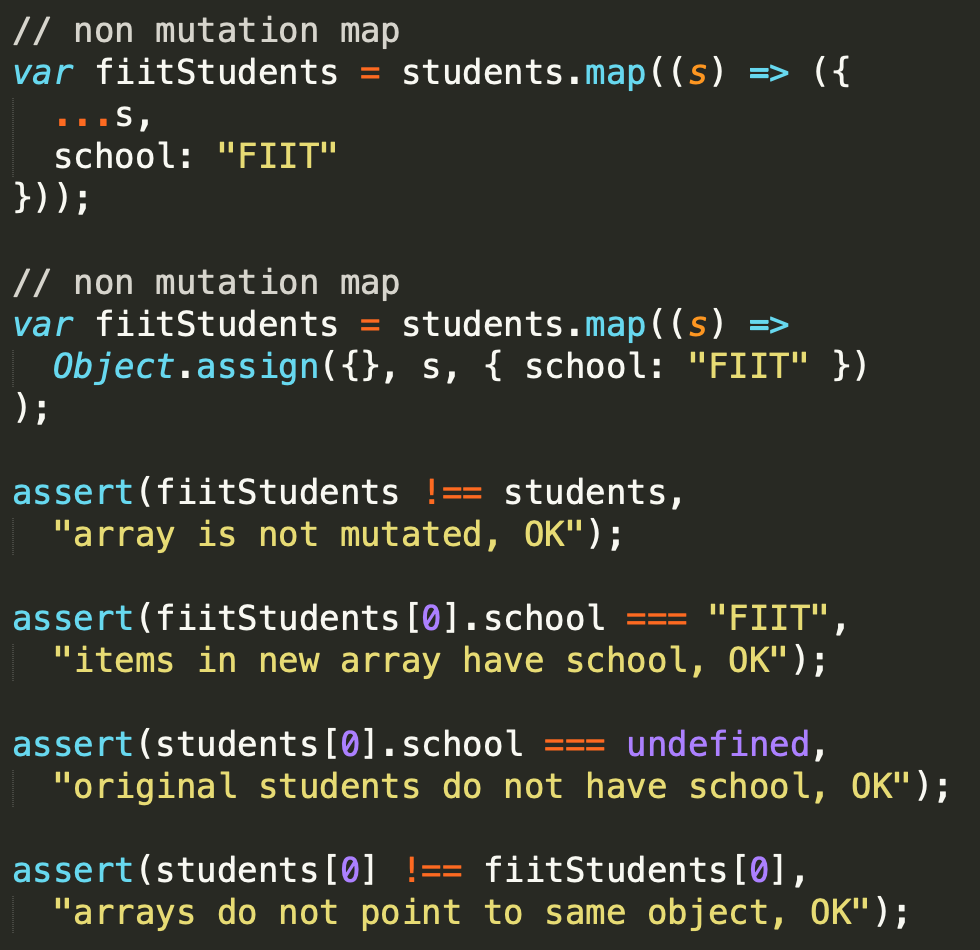 // non mutation map
var fiitStudents = students.map((s) => ({
  ...s,
  school: "FIIT"
}));

// non mutation map
var fiitStudents = students.map((s) =>
  Object.assign({}, s, { school: "FIIT" })
);

assert(fiitStudents !== students,
  "array is not mutated, OK");

assert(fiitStudents[0].school === "FIIT",
  "items in new array have school, OK");

assert(students[0].school === undefined,
  "original students do not have school, OK");

assert(students[0] !== fiitStudents[0],
  "arrays do not point to same object, OK");